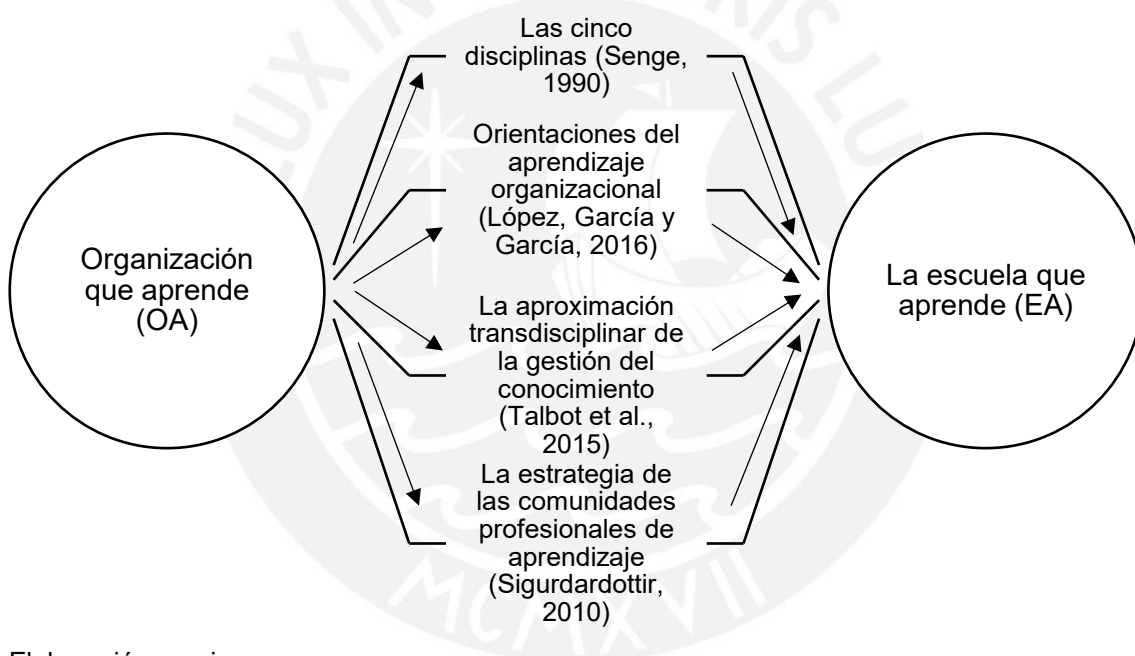 Las cinco
disciplinas (Senge,
1990)
Orientaciones del
aprendizaje
organizacional
(López, García y
García, 2016)
Organización
que aprende
(OA)
La escuela que
aprende (EA)
La aproximación
transdisciplinar de
la gestión del
conocimiento
(Talbot et al.,
2015)
La estrategia de
las comunidades
profesionales de
aprendizaje
(Sigurdardottir,
2010)
MCMXVII